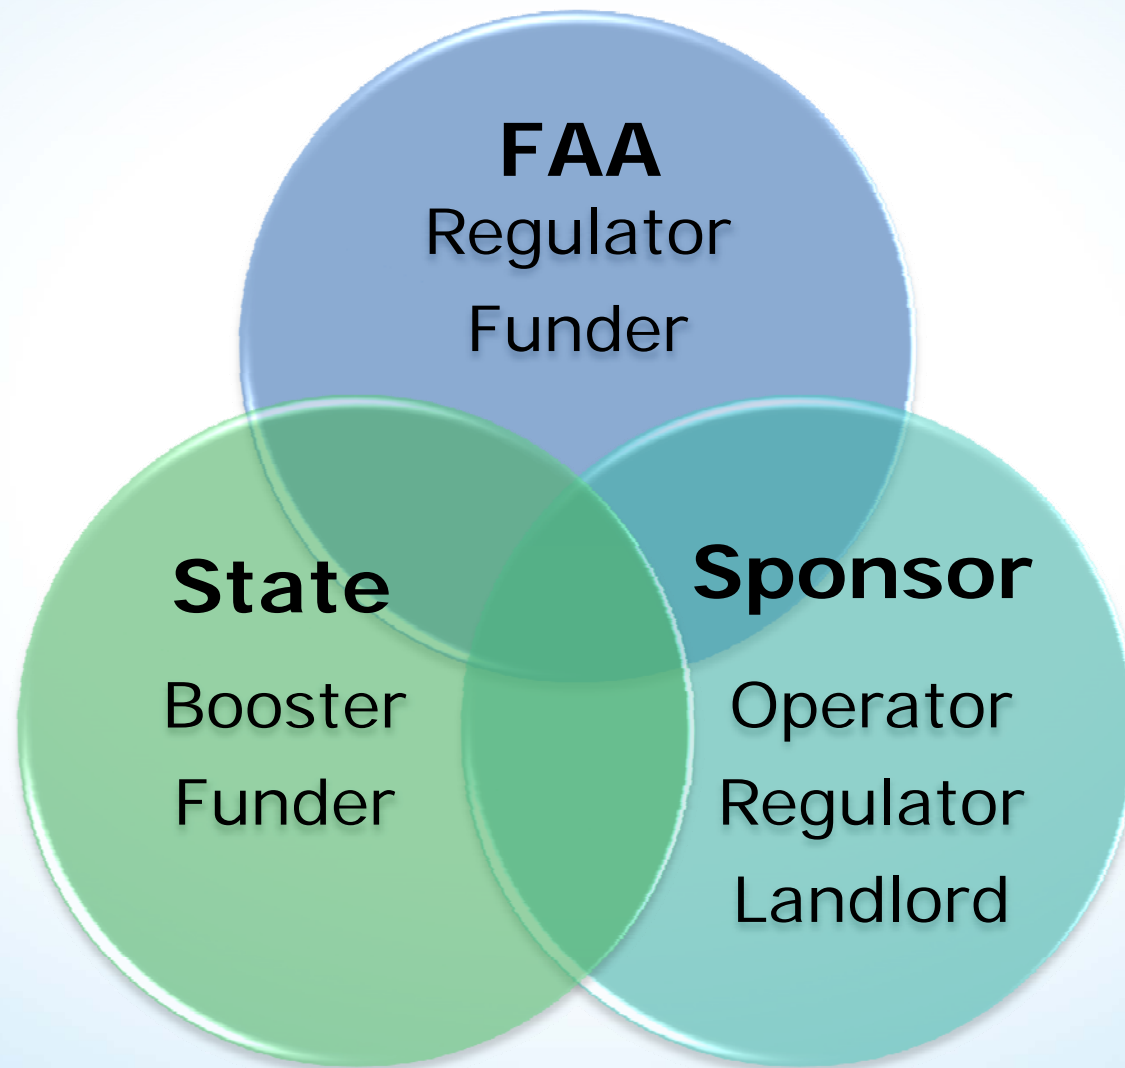 FAA
Regulator
Funder
State
Booster
Funder
Sponsor
Operator
Regulator
Landlord